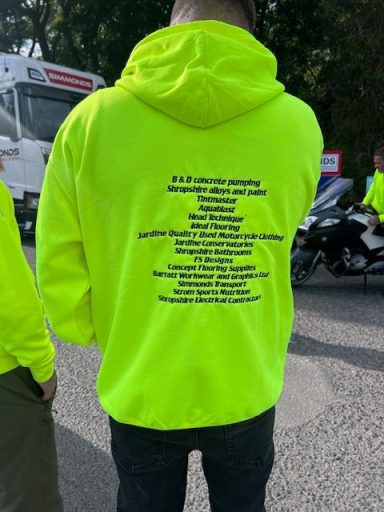 SIMMONDS
B & D concrete pumping
Shropshire alloys and paint
Tintmaster
Aquablast
Head Technique
Ideal Flooring
Jardine Quality Used Motorcycle Clothing
Jardine Conservatories
Shropshire Bathrooms
FS Designs
Concept Flooring Supplies
Barratt Workwear and Graphics Ltd
Simmonds Transport
Strom Sports Nutrition
Shropshire Electrical Contractors